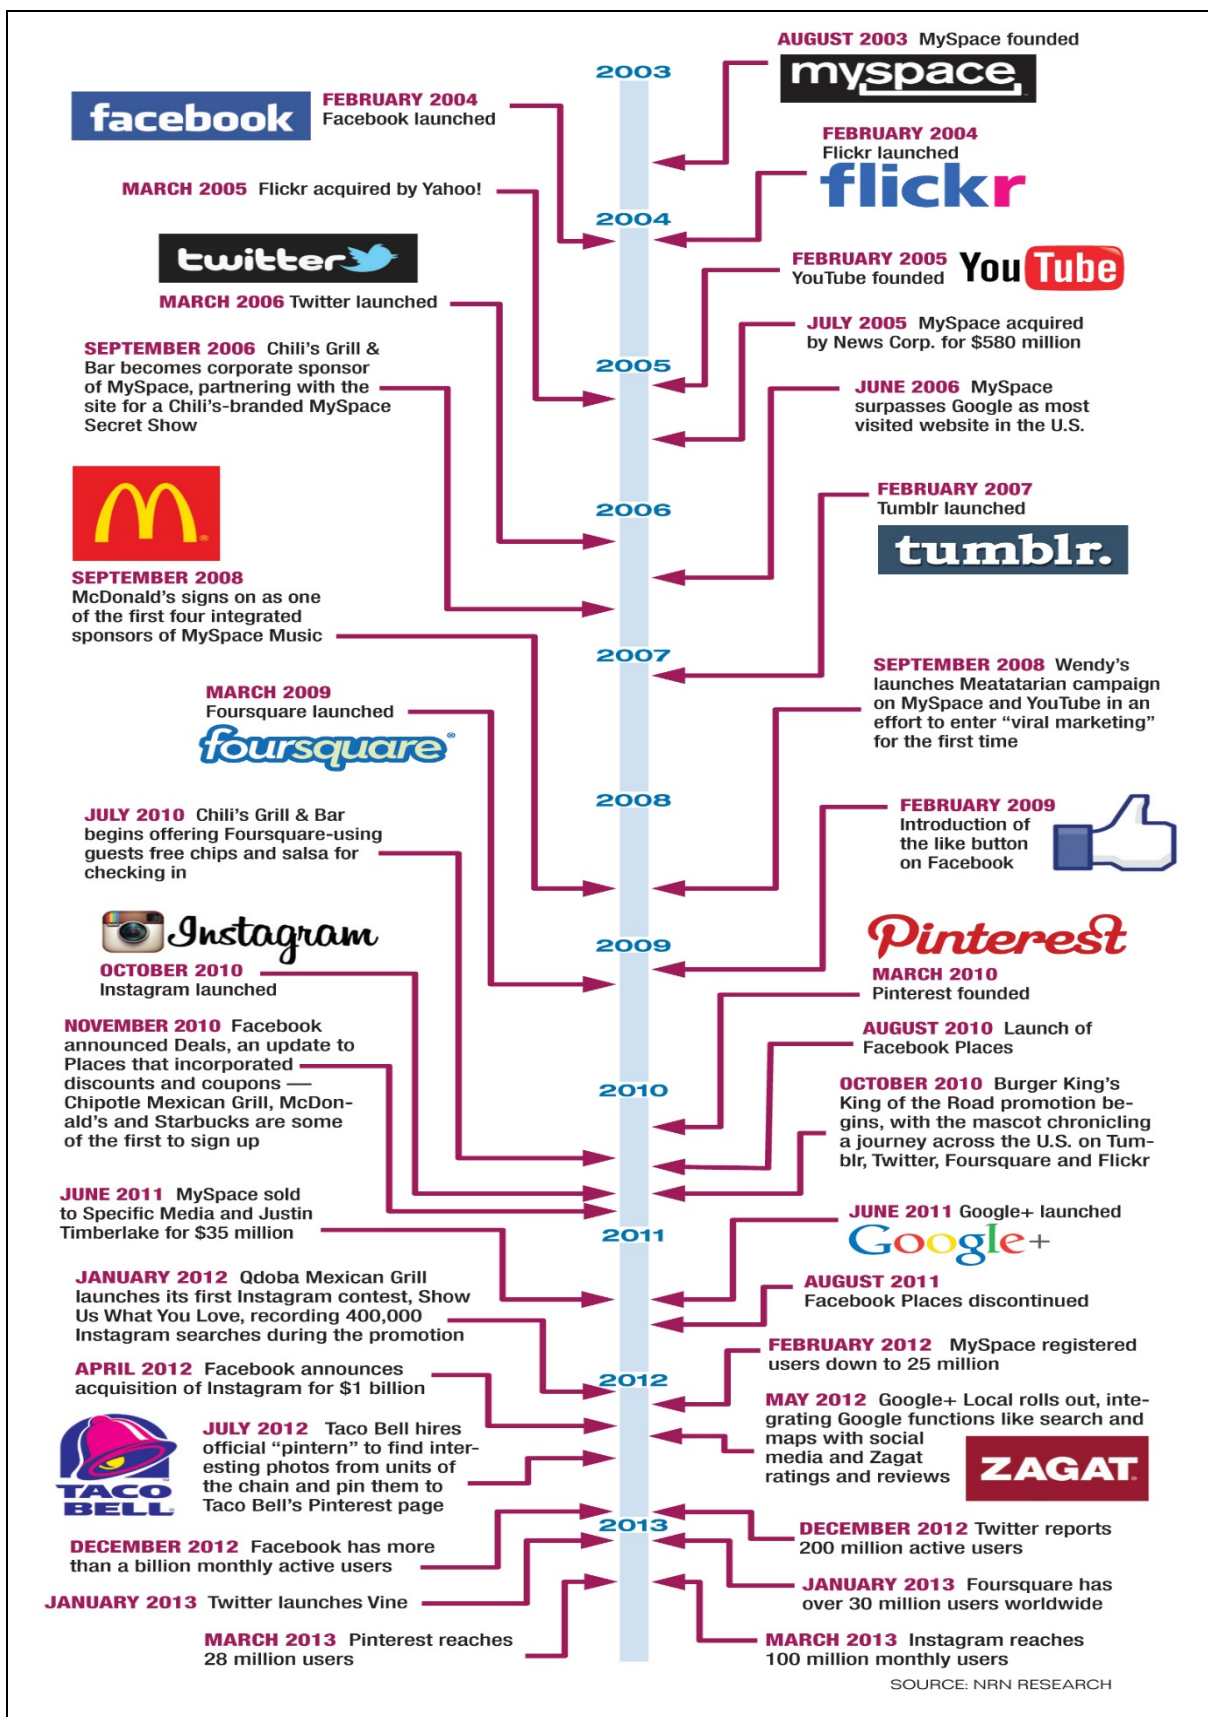 AUGUST 2003 MySpace founded
myspace
2003
facebook
FEBRUARY 2004
Facebook launched
FEBRUARY 2004
Flickr launched
flickr
MARCH 2005 Flickr acquired by Yahoo!
2004
twitter
MARCH 2006 Twitter launched
FEBRUARY 2005
YouTube founded
YouTube
JULY 2005 MySpace acquired
by News Corp. for $580 million
SEPTEMBER 2006 Chili's Grill &
Bar becomes corporate sponsor
of MySpace, partnering with the
site for a Chili's-branded MySpace
Secret Show
2005
JUNE 2006 MySpace
surpasses Google as most
visited website in the U.S.
2006
FEBRUARY 2007
Tumblr launched
tumblr.
SEPTEMBER 2008
McDonald's signs on as one
of the first four integrated
sponsors of MySpace Music
2007
SEPTEMBER 2008 Wendy's
launches Meatatarian campaign
on MySpace and YouTube in an
effort to enter “viral marketing”
for the first time
MARCH 2009
Foursquare launched
foursquare®
2008
JULY 2010 Chili's Grill & Bar
begins offering Foursquare-using
guests free chips and salsa for
checking in
FEBRUARY 2009
Introduction of
the like button
on Facebook
Instagram
OCTOBER 2010
Instagram launched
2009
Pinterest
MARCH 2010
Pinterest founded
NOVEMBER 2010 Facebook
announced Deals, an update to
Places that incorporated
discounts and coupons —
Chipotle Mexican Grill, McDon-
ald's and Starbucks are some
of the first to sign up
AUGUST 2010 Launch of
Facebook Places
2010
OCTOBER 2010 Burger King's
King of the Road promotion be-
gins, with the mascot chronicling
a journey across the U.S. on Tum-
blr, Twitter, Foursquare and Flickr
JUNE 2011 MySpace sold
to Specific Media and Justin
Timberlake for $35 million
2011
JUNE 2011 Google+ launched
Google+
JANUARY 2012 Qdoba Mexican Grill
launches its first Instagram contest, Show
Us What You Love, recording 400,000
Instagram searches during the promotion
AUGUST 2011
Facebook Places discontinued
FEBRUARY 2012 MySpace registered
users down to 25 million
APRIL 2012 Facebook announces
acquisition of Instagram for $1 billion
2012
MAY 2012 Google+ Local rolls out, inte-
grating Google functions like search and
maps with social
media and Zagat
ratings and reviews
ZAGAT
TACO
BELL
JULY 2012 Taco Bell hires
official “pintern” to find inter-
esting photos from units of
the chain and pin them to
Taco Bell's Pinterest page
2013
DECEMBER 2012 Facebook has more
than a billion monthly active users
DECEMBER 2012 Twitter reports
200 million active users
JANUARY 2013 Twitter launches Vine
JANUARY 2013 Foursquare has
over 30 million users worldwide
MARCH 2013 Pinterest reaches
28 million users
MARCH 2013 Instagram reaches
100 million monthly users
SOURCE: NRN RESEARCH